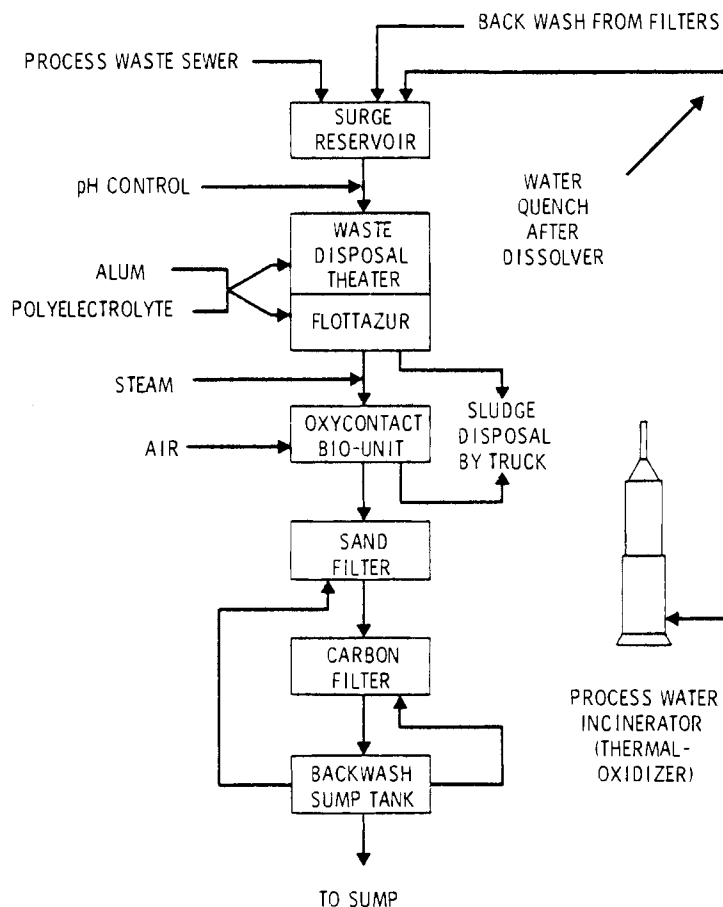 BACK WASH FROM FILTERS
PROCESS WASTE SEWER
SURGE
RESERVOIR
pH CONTROL
WATER
QUENCH
AFTER
DISSOLVER
WASTE
DISPOSAL
THEATER
ALUM
POLYELECTROLYTE
FLOTTAZUR
STEAM
SLUDGE
DISPOSAL
BY TRUCK
OXYCONTACT
BIO-UNIT
AIR
SAND
FILTER
CARBON
FILTER
PROCESS WATER
INCINERATOR
(THERMAL-
OXIDIZER)
BACKWASH
SUMP TANK
TO SUMP